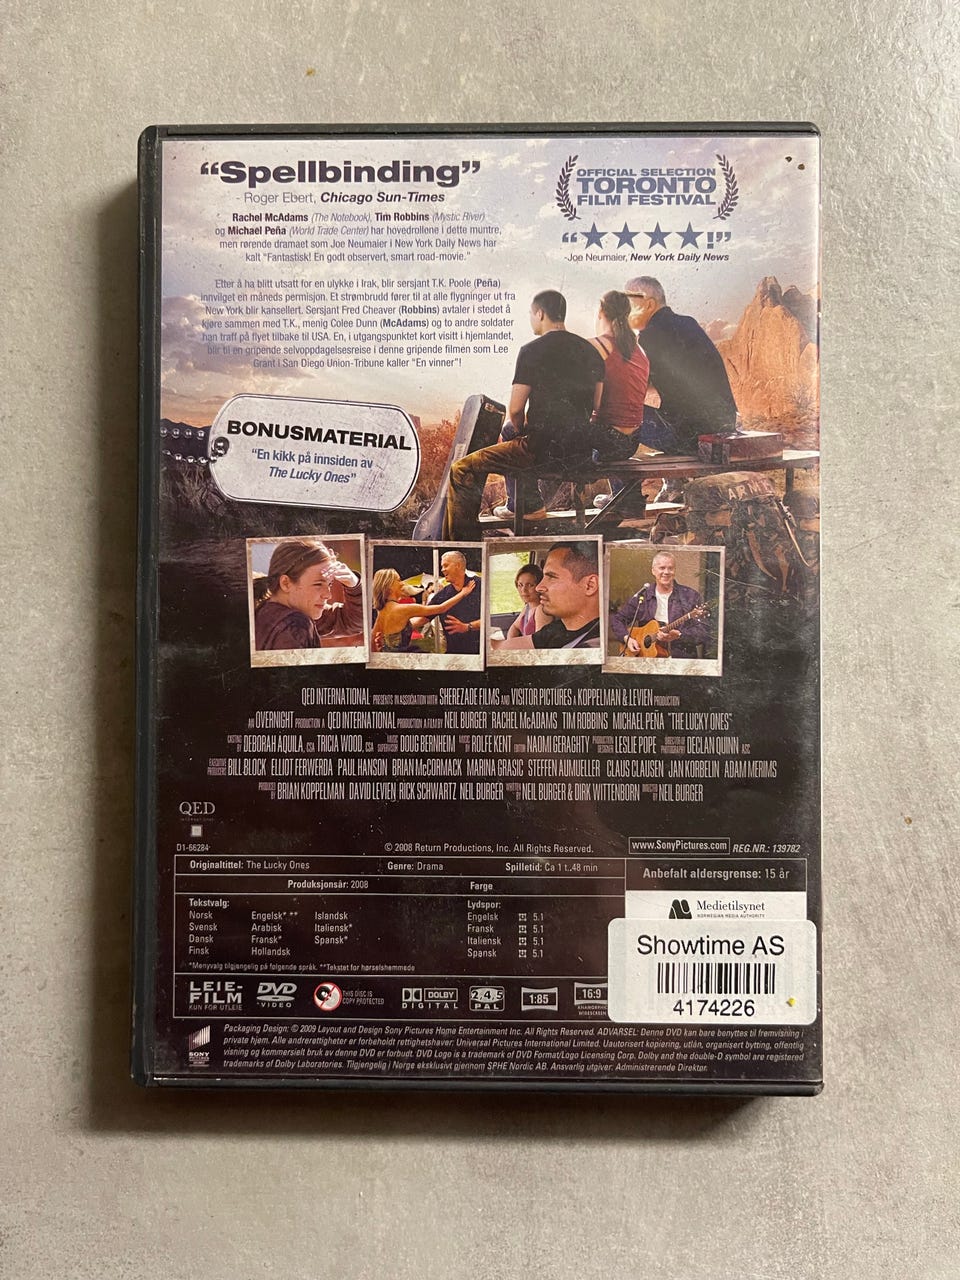 “Spellbinding”
- Roger Ebert, Chicago Sun-Times
Rachel McAdams (The Notebook), Tim Robbins (Mystic River)
og Michael Peña (World Trade Center) har hovedrollene i dette muntre,
men rørende dramaet som Joe Neumaier i New York Daily News har
kalt “Fantastisk! En godt observert, smart road-movie.”
OFFICIAL SELECTION
TORONTO
FILM FESTIVAL
“★★★★!”
-Joe Neumaier, New York Daily News
Etter å ha blitt utsatt for en ulykke i Irak, blir sersjant T.K. Poole (Peña)
innvilget en måneds permisjon. Et strømbrudd fører til at alle flygninger ut fra
New York blir kansellert. Sersjant Fred Cheaver (Robbins) avtaler i stedet å
kjøre sammen med T.K., menig Colee Dunn (McAdams) og to andre soldater
han traff på flyet tilbake til USA. En, i utgangspunktet kort visitt i hjemlandet,
blir til en gripende selvoppdagelsesreise i denne gripende filmen som Lee
Grant i San Diego Union-Tribune kaller “En vinner”!
BONUSMATERIAL
“En kikk på innsiden av
The Lucky Ones”
ARMY
QED INTERNATIONAL PRESENTS IN ASSOCIATION WITH SHEREZADE FILMS AND VISITOR PICTURES A KOPPELMAN & LEVIEN PRODUCTION
AN OVERNIGHT PRODUCTION A QED INTERNATIONAL PRODUCTION A FILM BY NEIL BURGER RACHEL McADAMS TIM ROBBINS MICHAEL PEÑA “THE LUCKY ONES”
CASTING BY DEBORAH AQUILA, CSA TRICIA WOOD, CSA MUSIC SUPERVISOR DOUG BERNHEIM MUSIC BY ROLFE KENT EDITOR NAOMI GERAGHTY PRODUCTION DESIGNER LESLIE POPE DIRECTOR OF PHOTOGRAPHY DECLAN QUINN ASC
EXECUTIVE PRODUCERS BILL BLOCK ELLIOT FERWERDA PAUL HANSON BRIAN McCORMACK MARINA GRASIC STEFFEN AUMUELLER CLAUS CLAUSEN JAN KORBELIN ADAM MERIMS
PRODUCED BY BRIAN KOPPELMAN DAVID LEVIEN RICK SCHWARTZ NEIL BURGER WRITTEN BY NEIL BURGER & DIRK WITTENBORN DIRECTED BY NEIL BURGER
QED
INTERNATIONAL
D1-66284
© 2008 Return Productions, Inc. All Rights Reserved.
www.SonyPictures.com
REG.NR.: 139782
Originaltittel: The Lucky Ones
Genre: Drama
Spilletid: Ca 1 t..48 min
Produksjonsår: 2008
Farge
Anbefalt aldersgrense: 15 år
Tekstvalg:
Norsk Engelsk* ** Islandsk
Svensk Arabisk Italiensk*
Dansk Fransk* Spansk*
Finsk Hollandsk
*Menyvalg tilgjengelig på følgende språk. **Tekstet for hørselshemmede
Lydspor:
Engelsk 5.1
Fransk 5.1
Italiensk 5.1
Spansk 5.1
Medietilsynet
NORWEGIAN MEDIA AUTHORITY
Showtime AS
4174226
LEIE-
FILM
KUN FOR UTLEIE
DVD
VIDEO
THIS DISC IS
COPY PROTECTED
DOLBY
DIGITAL
2,4,5
PAL
1:85
16:9
ANAMORPHIC
WIDESCREEN
SONY
PICTURES
Packaging Design: © 2009 Layout and Design Sony Pictures Home Entertainment Inc. All Rights Reserved. ADVARSEL: Denne DVD kan bare benyttes til fremvisning i
private hjem. Alle andrerettigheter er forbeholdt rettighetshaver: Universal Pictures International Limited. Uautorisert kopiering, utlån, organisert bytting, offentlig
visning og kommersielt bruk av denne DVD er forbudt. DVD Logo is a trademark of DVD Format/Logo Licensing Corp. Dolby and the double-D symbol are registered
trademarks of Dolby Laboratories. Tilgjengelig i Norge eksklusivt gjennom SPHE Nordic AB. Ansvarlig utgiver: Administrerende Direktør.